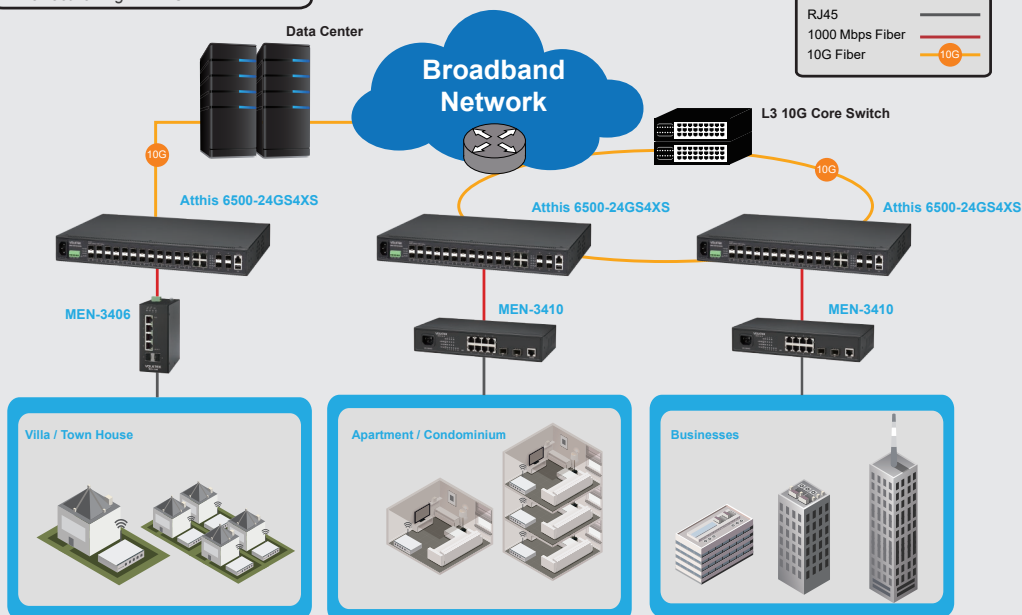 RJ45
1000 Mbps Fiber
10G Fiber
10G
Data Center
Broadband
Network
L3 10G Core Switch
10G
10G
Atthis 6500-24GS4XS
Atthis 6500-24GS4XS
Atthis 6500-24GS4XS
MEN-3406
MEN-3410
MEN-3410
Villa / Town House
Apartment / Condominium
Businesses